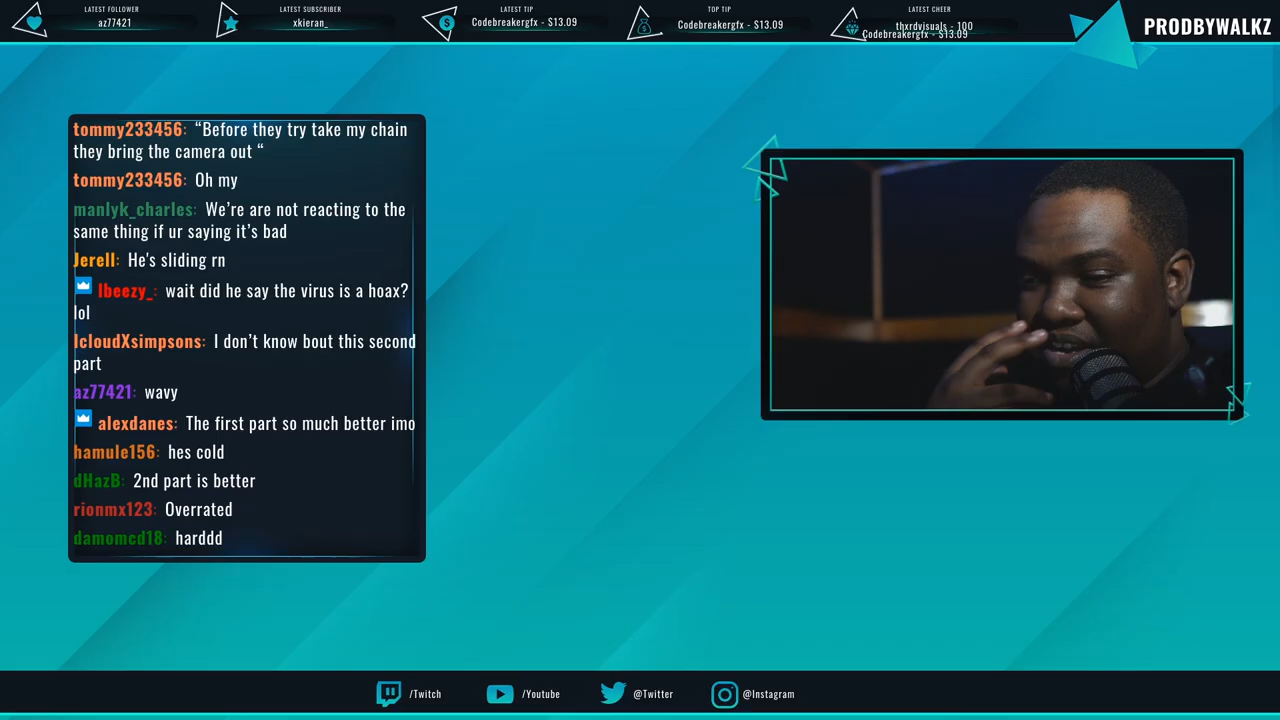 LATEST FOLLOWER
az77421
LATEST SUBSCRIBER
xkieran_
LATEST TIP
Codebreakergfx - $13.09
TOP TIP
Codebreakergfx - $13.09
LATEST CHEER
thxrdvisuals - 100
Codebreakergfx - $13.09
PRODBYWALKZ
tommy233456: “Before they try take my chain
they bring the camera out “
tommy233456: Oh my
manlyk_charles: We’re are not reacting to the
same thing if ur saying it’s bad
Jerell: He's sliding rn
lbeezy_: wait did he say the virus is a hoax?
lol
IcloudXsimpsons: I don’t know bout this second
part
az77421: wavy
alexdanes: The first part so much better imo
hamule156: hes cold
dHazB: 2nd part is better
rionmx123: Overrated
damomcd18: harddd
/Twitch
/Youtube
@Twitter
@Instagram